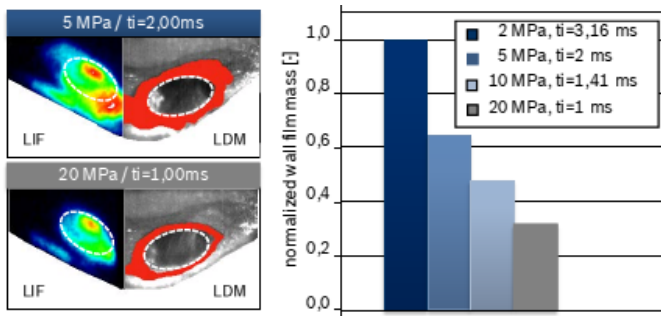 5 MPa / ti=2,00ms
LIF
LDM
20 MPa / ti=1,00ms
LIF
LDM
normalized wall film mass [-]
1,0
0,8
0,6
0,4
0,2
0,0
2 MPa, ti=3,16 ms
5 MPa, ti=2 ms
10 MPa, ti=1,41 ms
20 MPa, ti=1 ms